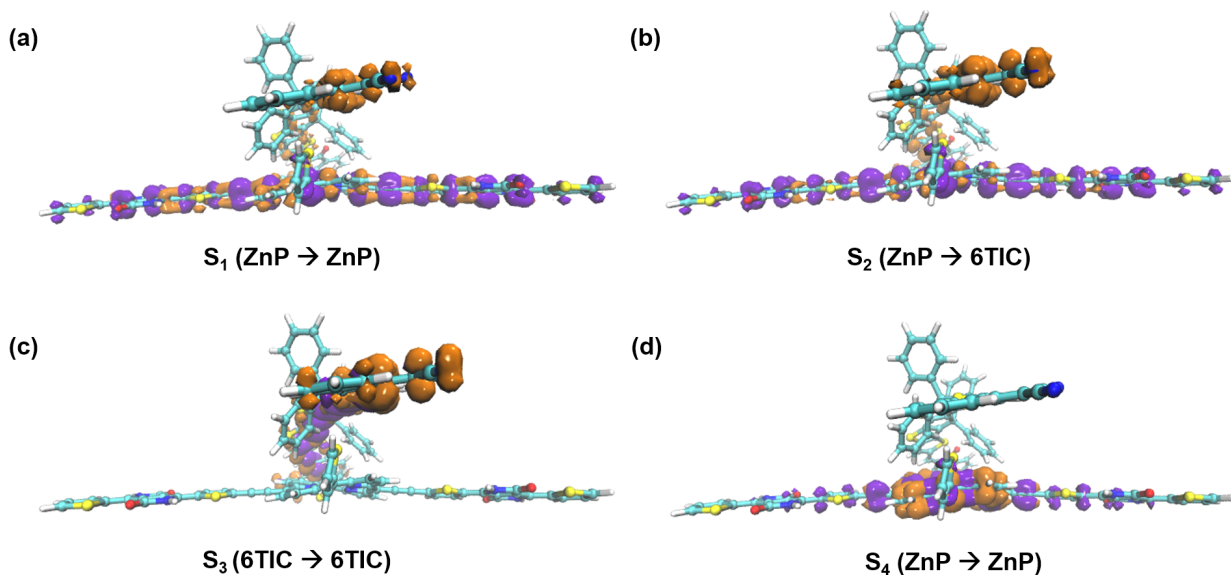 (a)
(b)
S₁ (ZnP → ZnP)
S₂ (ZnP → 6TIC)
(c)
(d)
S₃ (6TIC → 6TIC)
S₄ (ZnP → ZnP)